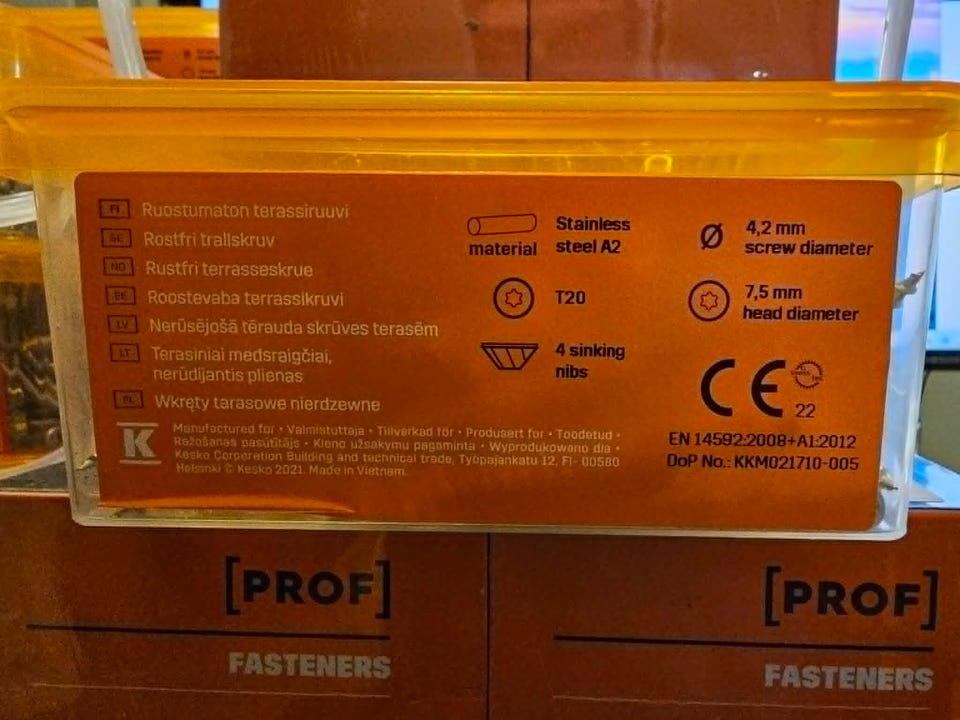 FI Ruostumaton terassiruuvi
SE Rostfri trallskruv
NO Rustfri terrasseskrue
EE Roostevaba terrassikruvi
LV Nerūsējošā tērauda skrūves terasēm
LT Terasiniai medsraigčiai,
nerūdijantis plienas
PL Wkręty tarasowe nierdzewne
K
Manufactured for • Valmistuttaja • Tillverkad för • Produsert for • Toodetud •
Ražošanas pasūtītājs • Kieno užsakymu pagaminta • Wyprodukowano dla •
Kesko Corporation Building and technical trade, Työpajankatu 12, FI- 00580
Helsinki © Kesko 2021. Made in Vietnam.
material
Stainless
steel A2
T20
4 sinking
nibs
Ø
4,2 mm
screw diameter
7,5 mm
head diameter
CE
swiss tec
22
EN 14592:2008+A1:2012
DoP No.: KKM021710-005
[PROF]
FASTENERS
[PROF]
FASTENERS